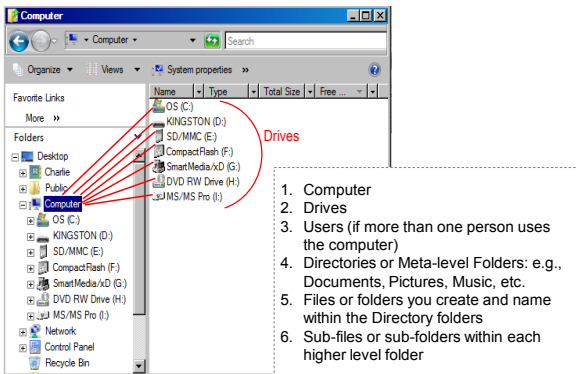 Computer
Computer
Search
Organize Views System properties »
Favorite Links
More »
Folders
Desktop
Charlie
Public
Computer
OS (C:)
KINGSTON (D:)
SD/MMC (E:)
CompactFlash (F:)
SmartMedia/xD (G:)
DVD RW Drive (H:)
MS/MS Pro (I:)
Network
Control Panel
Recycle Bin
Name Type Total Size Free ...
OS (C:)
KINGSTON (D:)
SD/MMC (E:)
CompactFlash (F:)
SmartMedia/xD (G:)
DVD RW Drive (H:)
MS/MS Pro (I:)
Drives
1. Computer
2. Drives
3. Users (if more than one person uses
the computer)
4. Directories or Meta-level Folders: e.g.,
Documents, Pictures, Music, etc.
5. Files or folders you create and name
within the Directory folders
6. Sub-files or sub-folders within each
higher level folder